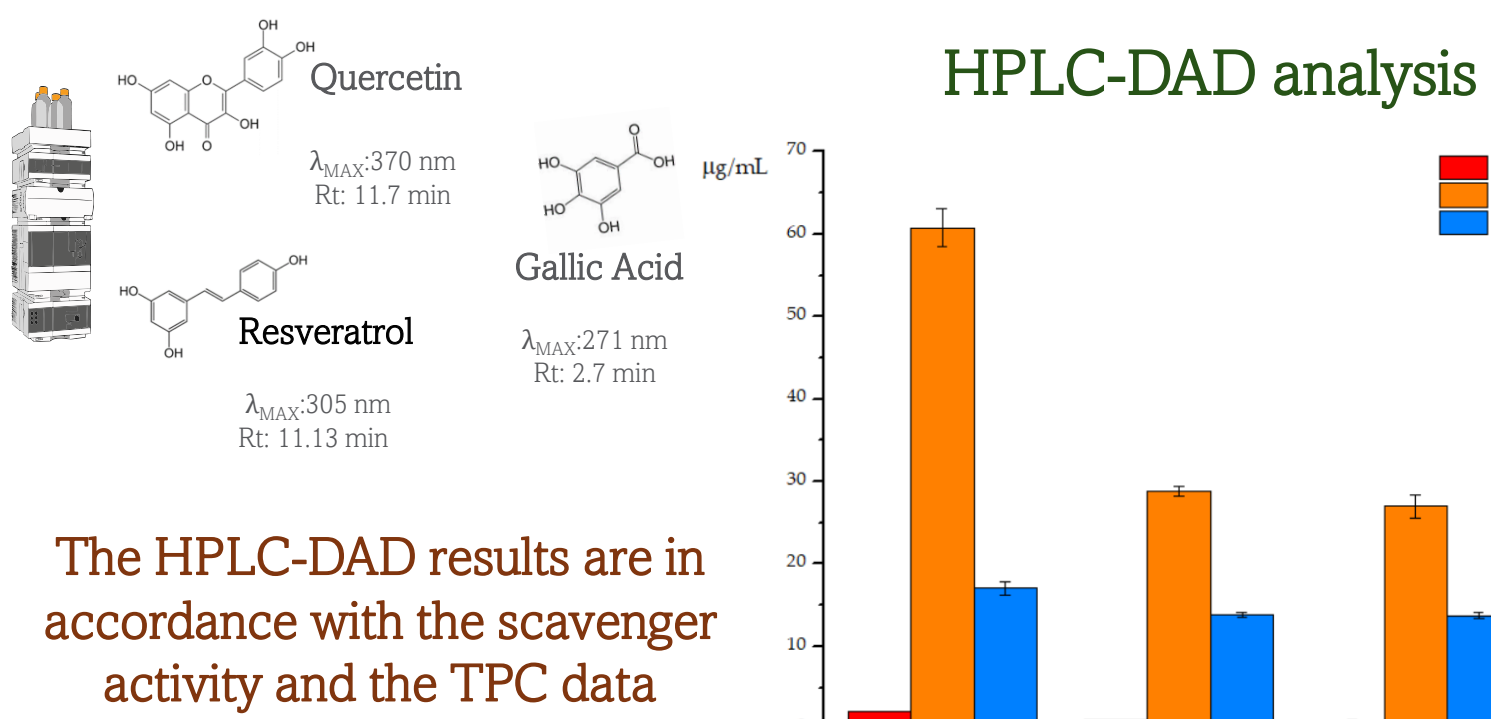 HPLC-DAD analysis
OH
OH
HO
O
OH
OH
O
Quercetin
λMAX:370 nm
Rt: 11.7 min
O
HO
OH
HO
OH
Gallic Acid
λMAX:271 nm
Rt: 2.7 min
OH
HO
OH
Resveratrol
λMAX:305 nm
Rt: 11.13 min
The HPLC-DAD results are in
accordance with the scavenger
activity and the TPC data
μg/mL
70
60
50
40
30
20
10